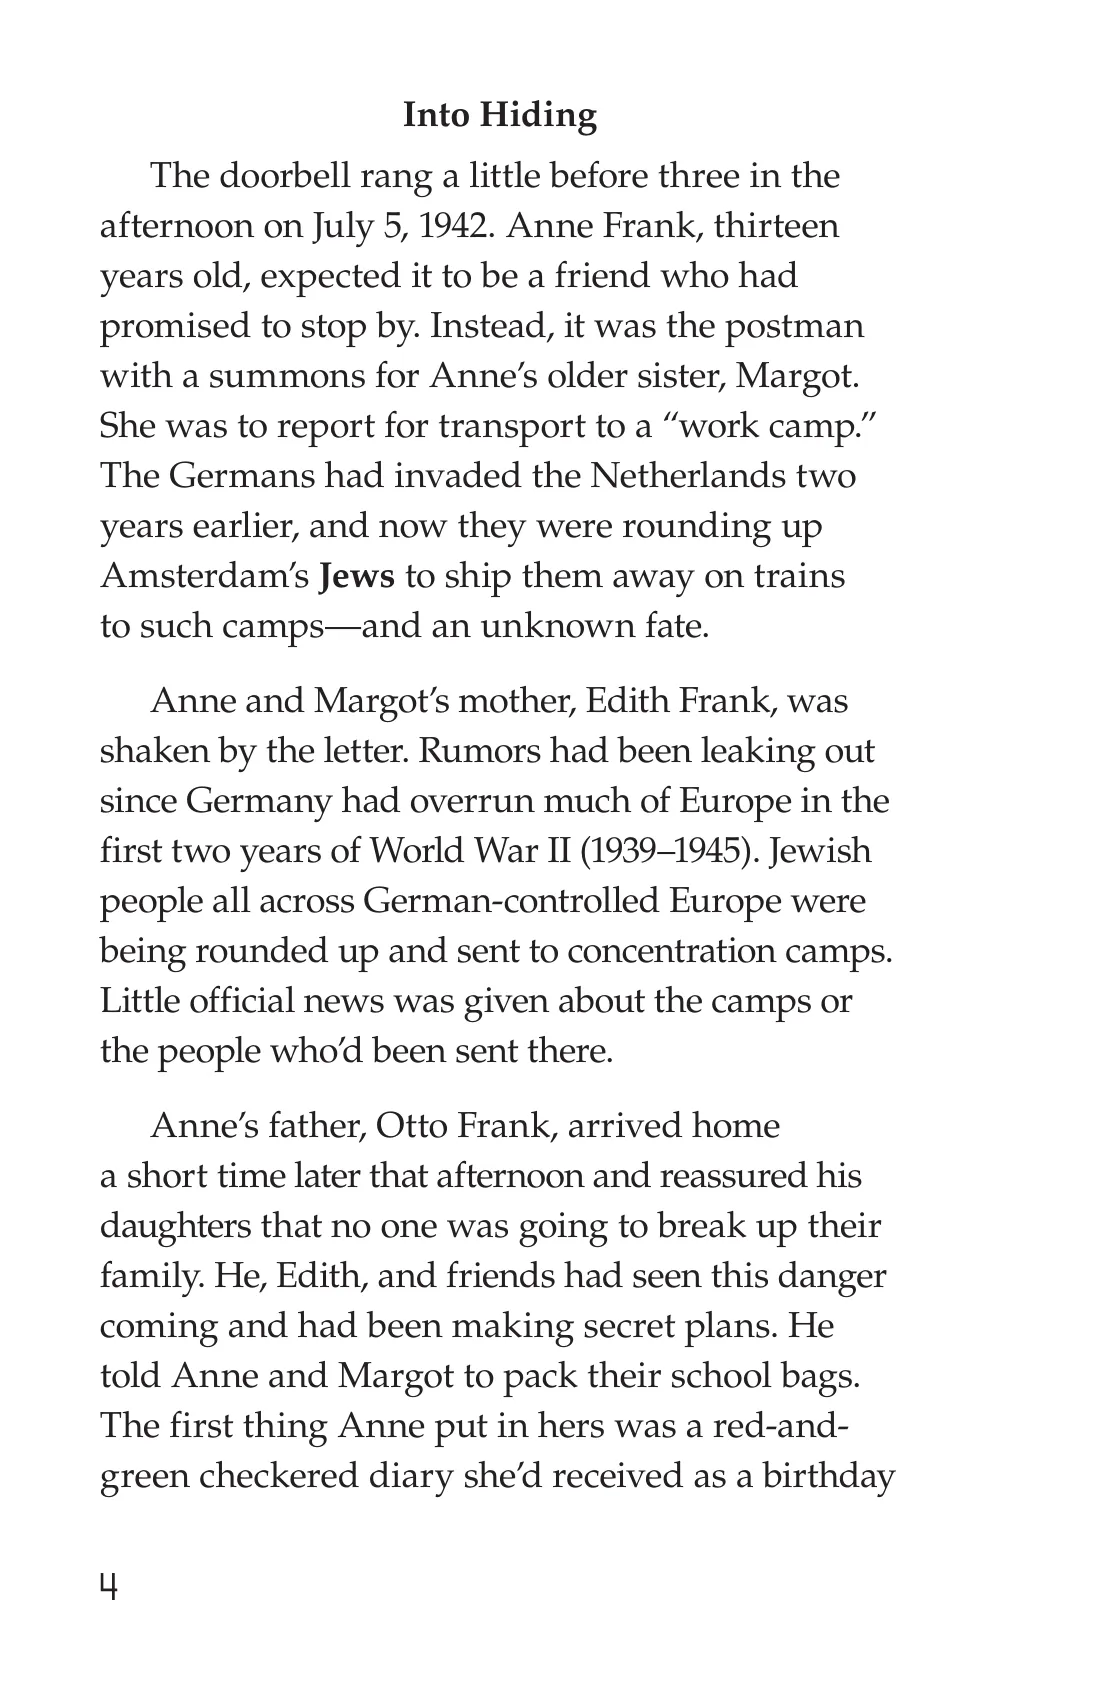 Into Hiding
The doorbell rang a little before three in the
afternoon on July 5, 1942. Anne Frank, thirteen
years old, expected it to be a friend who had
promised to stop by. Instead, it was the postman
with a summons for Anne’s older sister, Margot.
She was to report for transport to a “work camp.”
The Germans had invaded the Netherlands two
years earlier, and now they were rounding up
Amsterdam’s Jews to ship them away on trains
to such camps—and an unknown fate.
Anne and Margot’s mother, Edith Frank, was
shaken by the letter. Rumors had been leaking out
since Germany had overrun much of Europe in the
first two years of World War II (1939–1945). Jewish
people all across German-controlled Europe were
being rounded up and sent to concentration camps.
Little official news was given about the camps or
the people who’d been sent there.
Anne’s father, Otto Frank, arrived home
a short time later that afternoon and reassured his
daughters that no one was going to break up their
family. He, Edith, and friends had seen this danger
coming and had been making secret plans. He
told Anne and Margot to pack their school bags.
The first thing Anne put in hers was a red-and-
green checkered diary she’d received as a birthday
4